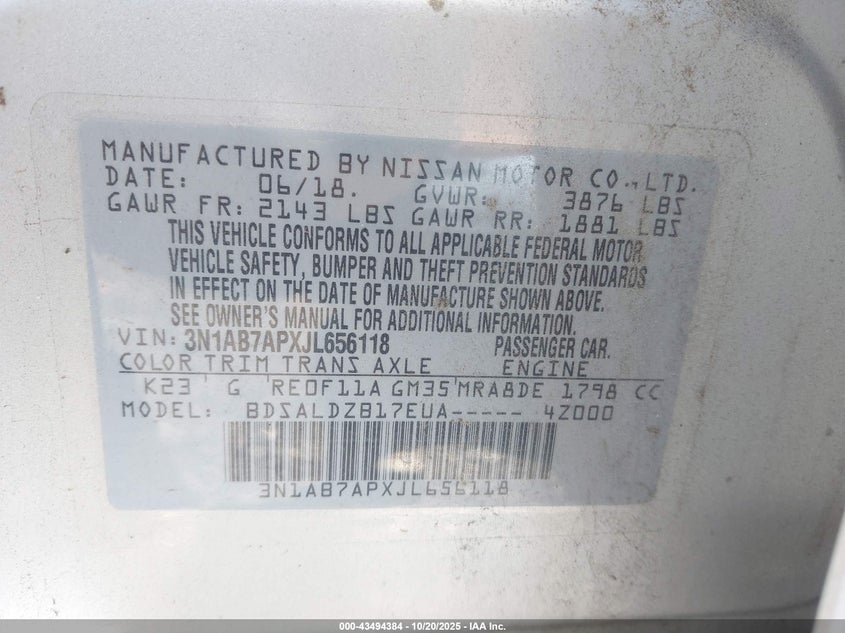 MANUFACTURED BY NISSAN MOTOR CO., LTD.
DATE: 06/18. GVWR: 3876 LBS
GAWR FR: 2143 LBS GAWR RR: 1881 LBS
THIS VEHICLE CONFORMS TO ALL APPLICABLE FEDERAL MOTOR
VEHICLE SAFETY, BUMPER AND THEFT PREVENTION STANDARDS
IN EFFECT ON THE DATE OF MANUFACTURE SHOWN ABOVE.
SEE OWNER'S MANUAL FOR ADDITIONAL INFORMATION.
VIN: 3N1AB7APXJL656118 PASSENGER CAR.
COLOR TRIM TRANS AXLE ENGINE
K23 G RE0F11A GM35 MRA8DE 1798 CC
MODEL: BDSALDZB17EUA----- 4Z000
3N1AB7APXJL656118
000-43494384 | 10/20/2025 | IAA Inc.